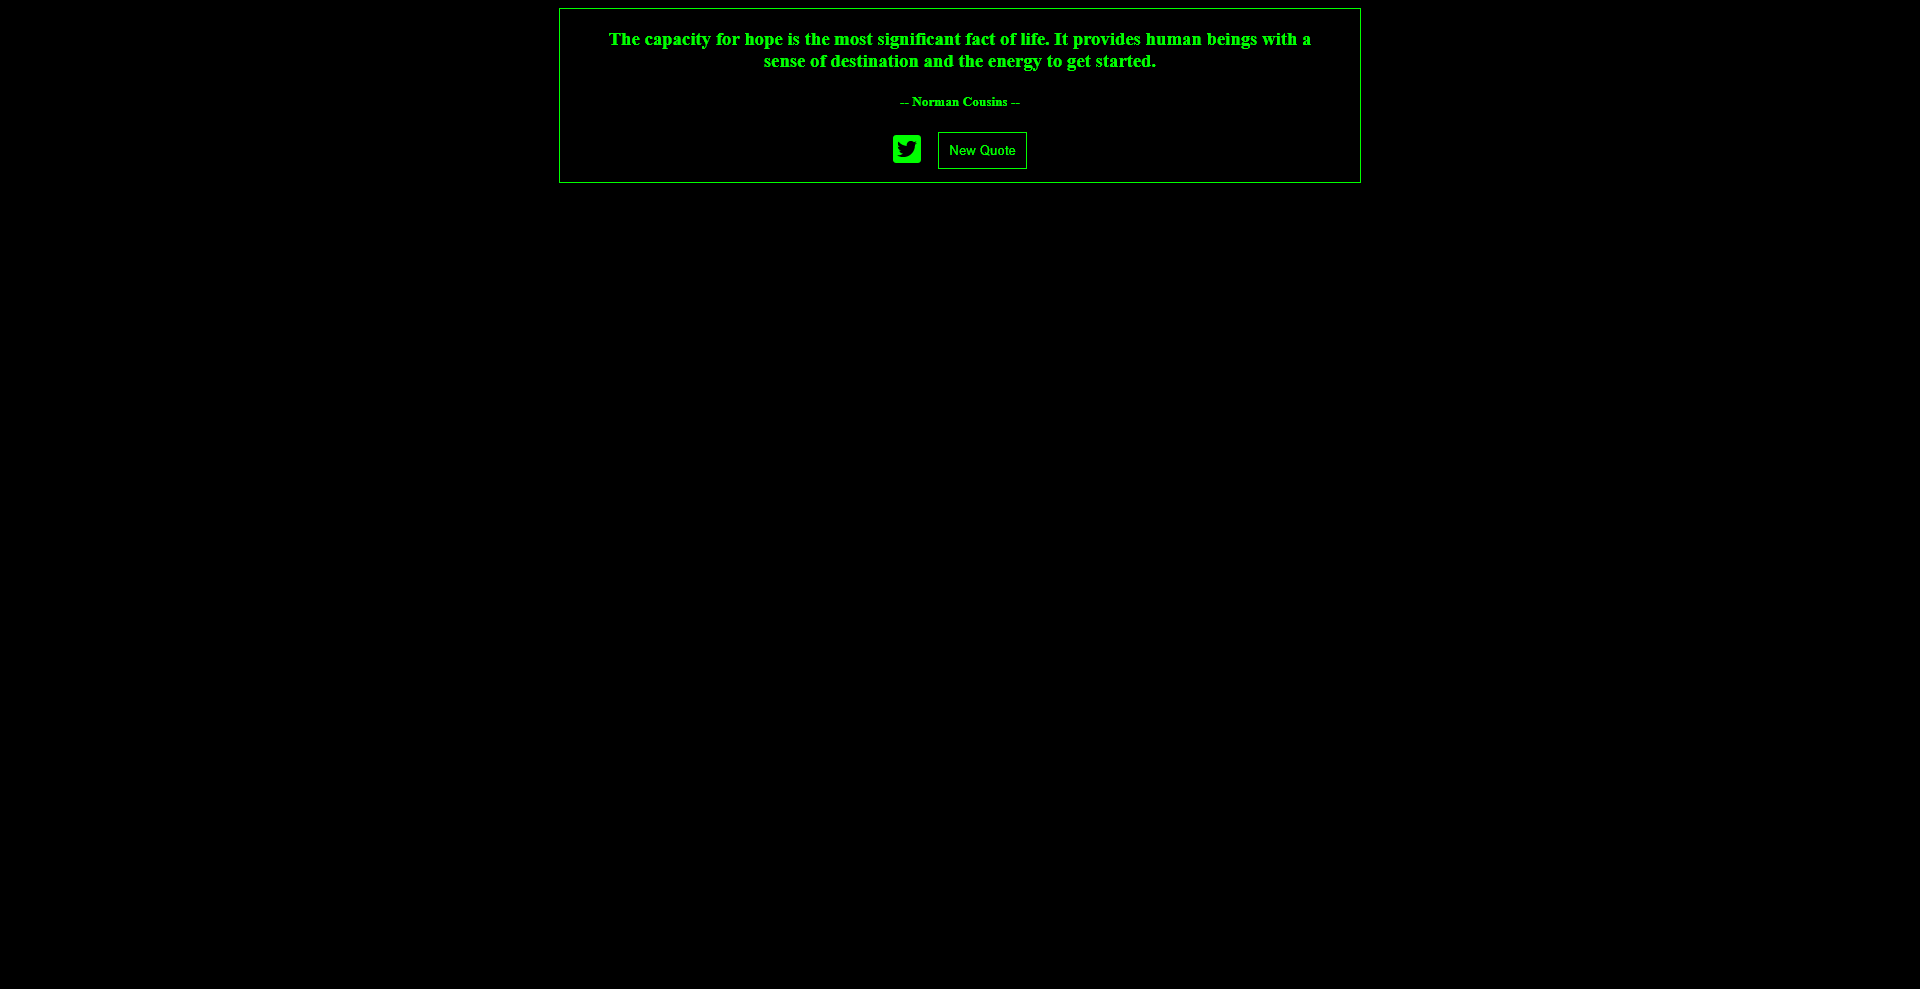 The capacity for hope is the most significant fact of life. It provides human beings with a
sense of destination and the energy to get started.
-- Norman Cousins --
New Quote